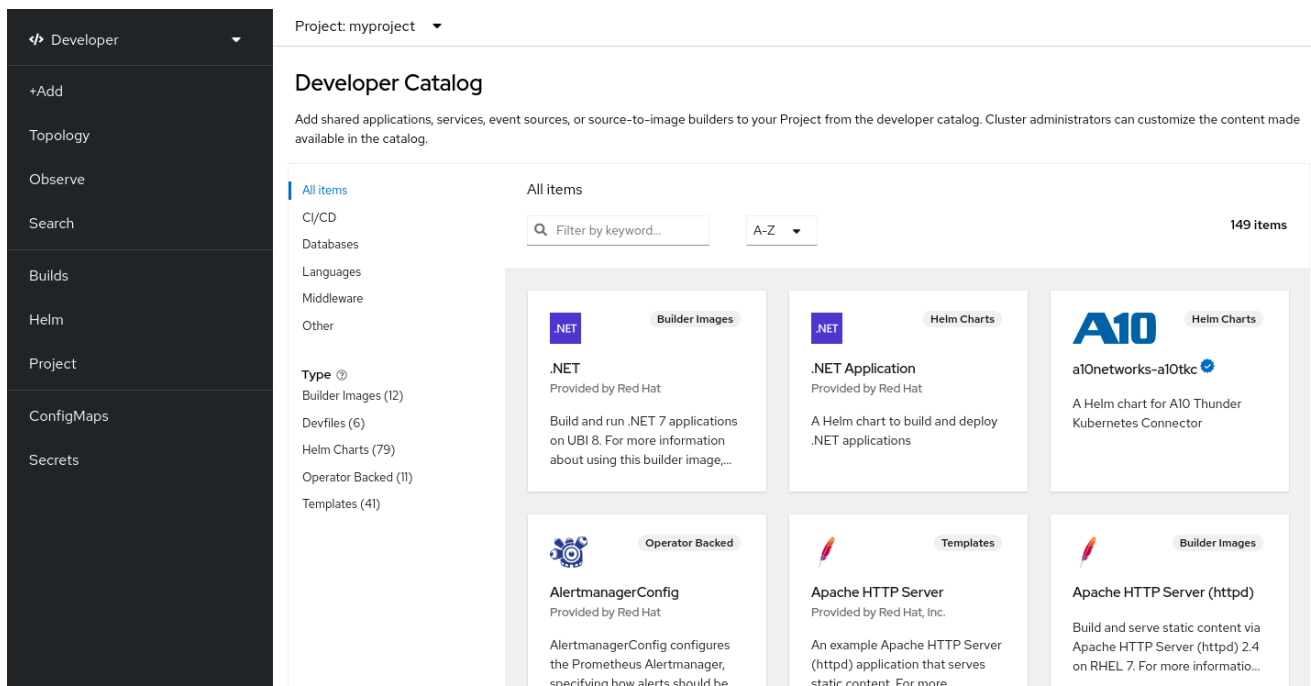 Developer
+Add
Topology
Observe
Search
Builds
Helm
Project
ConfigMaps
Secrets
Project: myproject
Developer Catalog
Add shared applications, services, event sources, or source-to-image builders to your Project from the developer catalog. Cluster administrators can customize the content made
available in the catalog.
All items
CI/CD
Databases
Languages
Middleware
Other
Type
Builder Images (12)
Devfiles (6)
Helm Charts (79)
Operator Backed (11)
Templates (41)
All items
Filter by keyword...
A-Z
149 items
.NET
Builder Images
.NET
Provided by Red Hat
Build and run .NET 7 applications
on UBI 8. For more information
about using this builder image,...
.NET
Helm Charts
.NET Application
Provided by Red Hat
A Helm chart to build and deploy
.NET applications
A10
Helm Charts
a10networks-a10tkc
A Helm chart for A10 Thunder
Kubernetes Connector
Operator Backed
AlertmanagerConfig
Provided by Red Hat
AlertmanagerConfig configures
the Prometheus Alertmanager,
specifying how alerts should be
Templates
Apache HTTP Server
Provided by Red Hat, Inc.
An example Apache HTTP Server
(httpd) application that serves
static content. For more
Builder Images
Apache HTTP Server (httpd)
Build and serve static content via
Apache HTTP Server (httpd) 2.4
on RHEL 7. For more informatio...